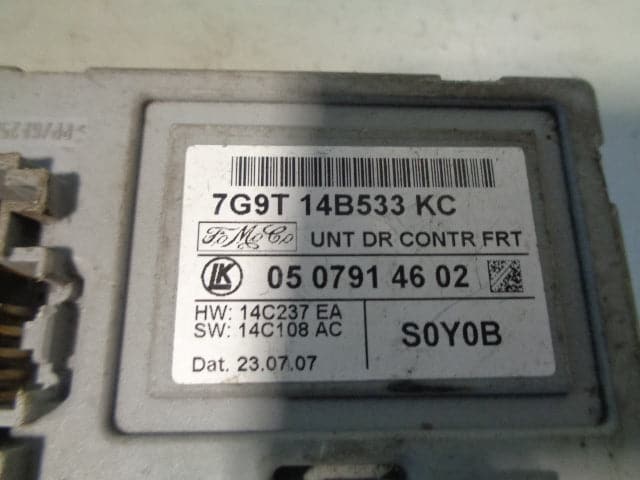 7G9T 14B533 KC
FoMoCo UNT DR CONTR FRT
LK 05 0791 46 02
HW: 14C237 EA
SW: 14C108 AC
S0Y0B
Dat. 23.07.07